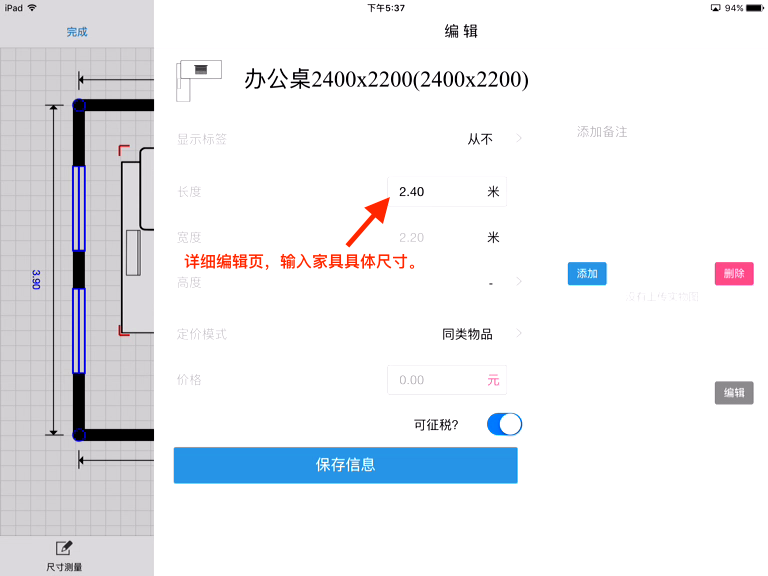 iPad
下午5:37
94%
完成
编 辑
办公桌2400x2200(2400x2200)
显示标签
从不
添加备注
长度
2.40
米
宽度
2.20
米
详细编辑页，输入家具具体尺寸。
3.90
添加
删除
高度
-
没有上传实物图
定价模式
同类物品
价格
0.00
元
编辑
可征税?
保存信息
尺寸测量